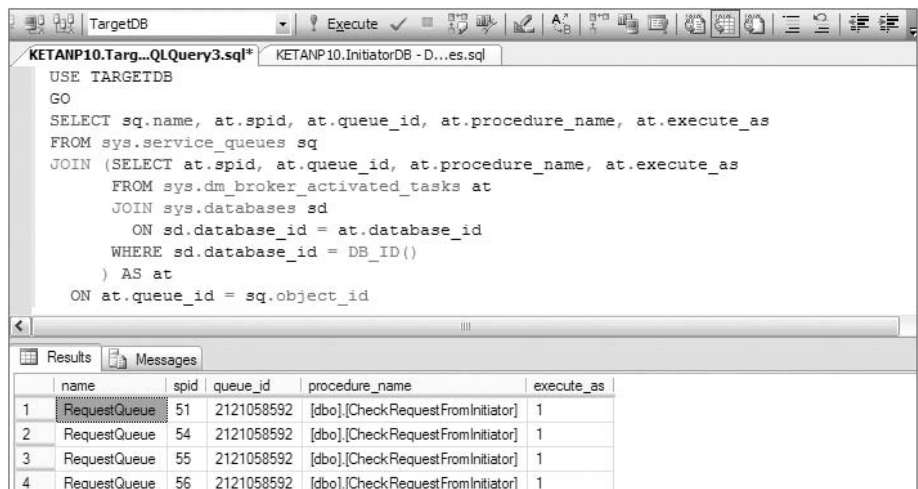 TargetDB Execute
KETANP10.Targ...QLQuery3.sql* KETANP10.InitiatorDB - D...es.sql
USE TARGETDB
GO
SELECT sq.name, at.spid, at.queue_id, at.procedure_name, at.execute_as
FROM sys.service_queues sq
JOIN (SELECT at.spid, at.queue_id, at.procedure_name, at.execute_as
FROM sys.dm_broker_activated_tasks at
JOIN sys.databases sd
ON sd.database_id = at.database_id
WHERE sd.database_id = DB_ID()
) AS at
ON at.queue_id = sq.object_id
Results Messages
name spid queue_id procedure_name execute_as
1 RequestQueue 51 2121058592 [dbo].[CheckRequestFromInitiator] 1
2 RequestQueue 54 2121058592 [dbo].[CheckRequestFromInitiator] 1
3 RequestQueue 55 2121058592 [dbo].[CheckRequestFromInitiator] 1
4 RequestQueue 56 2121058592 [dbo].[CheckRequestFromInitiator] 1